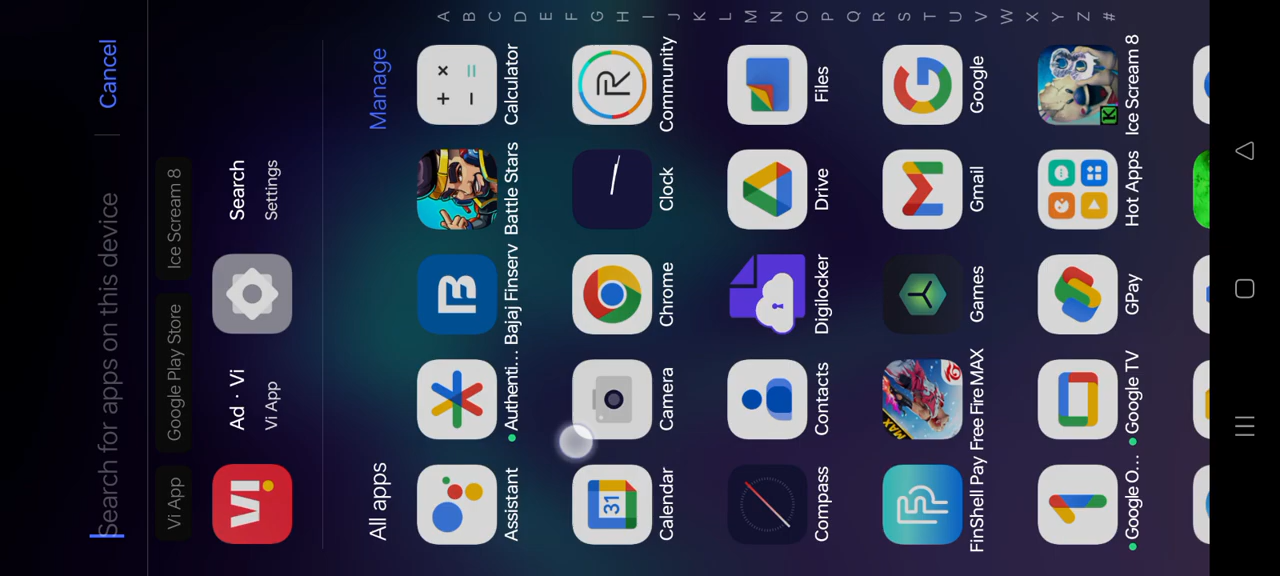 Search for apps on this device
Cancel
Vi App
Google Play Store
Ice Scream 8
Ad · Vi
Vi App
Search
Settings
All apps
Manage
Assistant
Authenti...
Bajaj Finserv
Battle Stars
Calculator
31
Calendar
Camera
Chrome
Clock
Community
Compass
Contacts
Digilocker
Drive
Files
MAX
FinShell Pay
Free Fire MAX
Games
Gmail
Google
K
Google O...
Google TV
GPay
Hot Apps
Ice Scream 8
A
B
C
D
E
F
G
H
I
J
K
L
M
N
O
P
Q
R
S
T
U
V
W
X
Y
Z
#